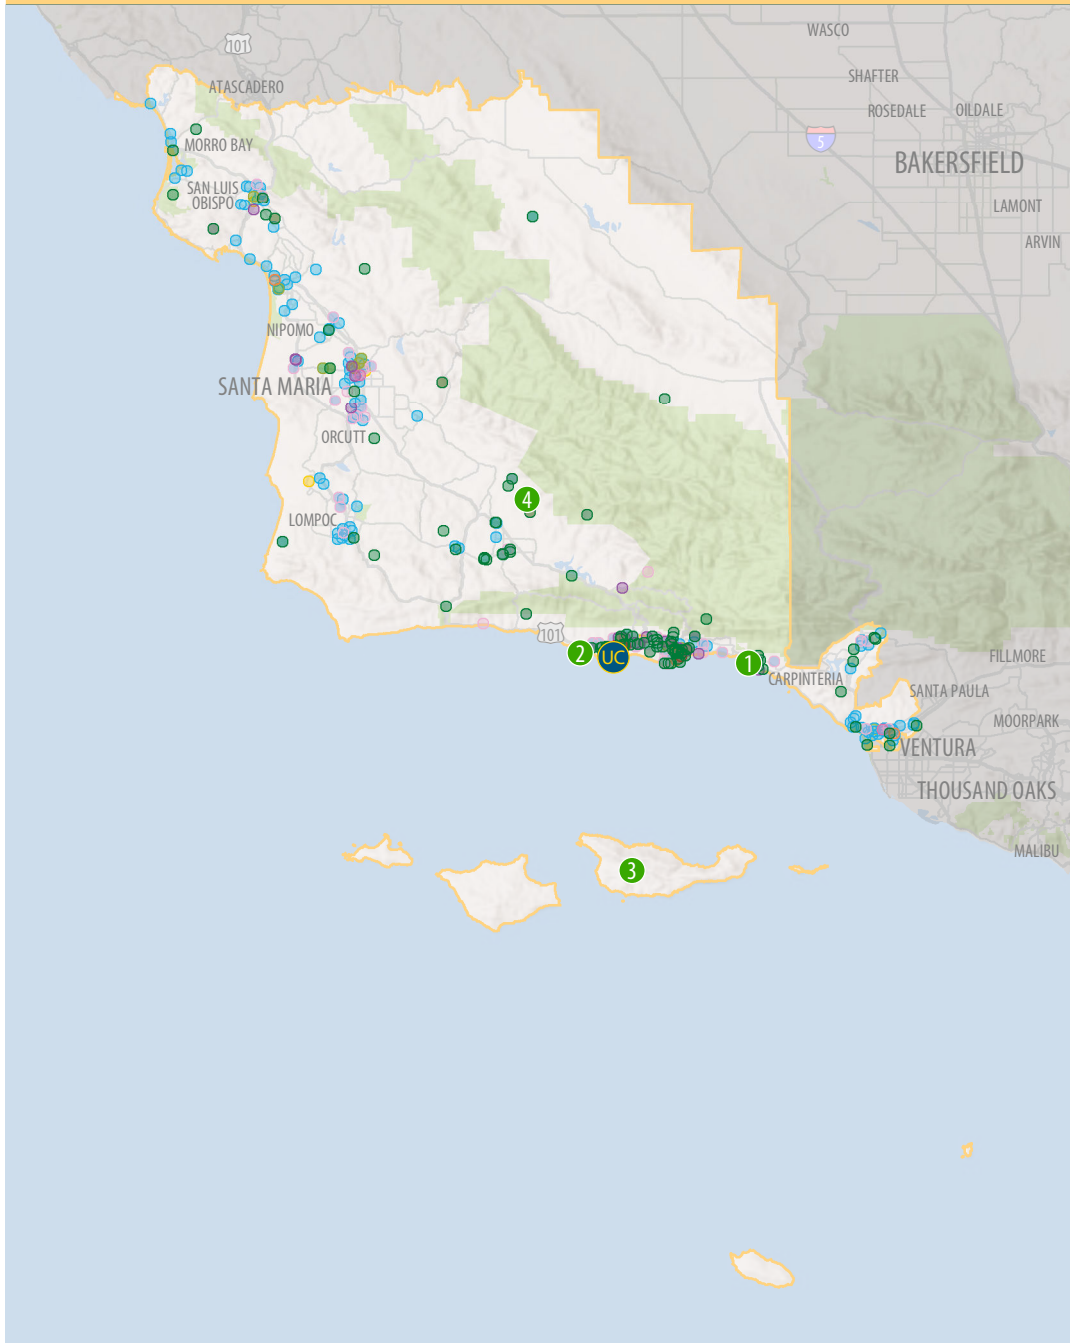 WASCO
101
SHAFTER
ATASCADERO
ROSEDALE
OILDALE
5
MORRO BAY
BAKERSFIELD
SAN LUIS
OBISPO
LAMONT
ARVIN
NIPOMO
SANTA MARIA
ORCUTT
4
LOMPOC
101
2
UC
1
CARPINTERIA
FILLMORE
SANTA PAULA
MOORPARK
VENTURA
THOUSAND OAKS
MALIBU
3